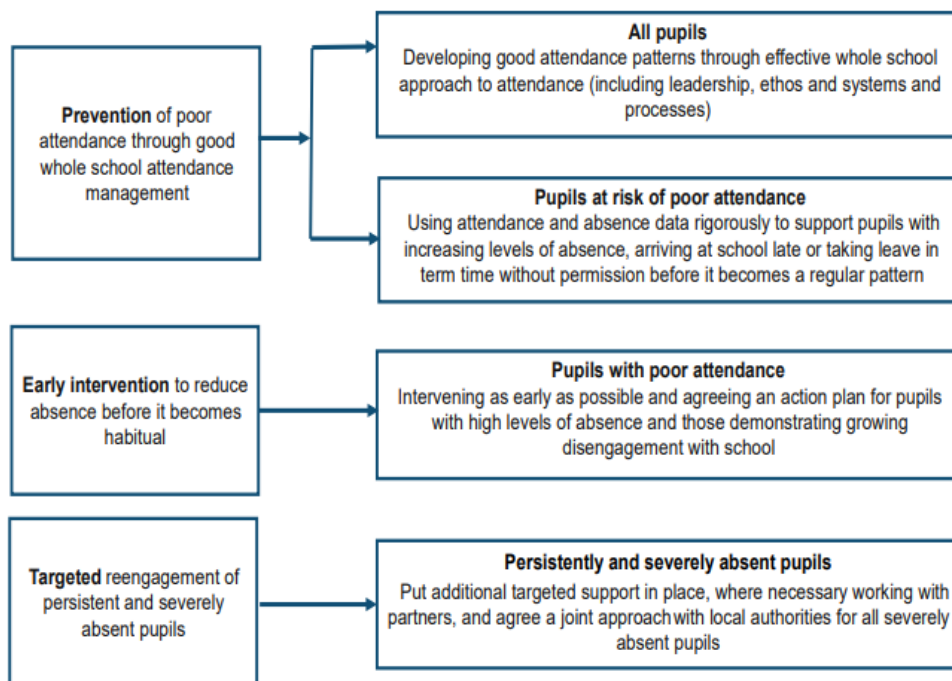 Prevention of poor
attendance through good
whole school attendance
management
All pupils
Developing good attendance patterns through effective whole school
approach to attendance (including leadership, ethos and systems and
processes)
Pupils at risk of poor attendance
Using attendance and absence data rigorously to support pupils with
increasing levels of absence, arriving at school late or taking leave in
term time without permission before it becomes a regular pattern
Early intervention to reduce
absence before it becomes
habitual
Pupils with poor attendance
Intervening as early as possible and agreeing an action plan for pupils
with high levels of absence and those demonstrating growing
disengagement with school
Targeted reengagement of
persistent and severely
absent pupils
Persistently and severely absent pupils
Put additional targeted support in place, where necessary working with
partners, and agree a joint approach with local authorities for all severely
absent pupils